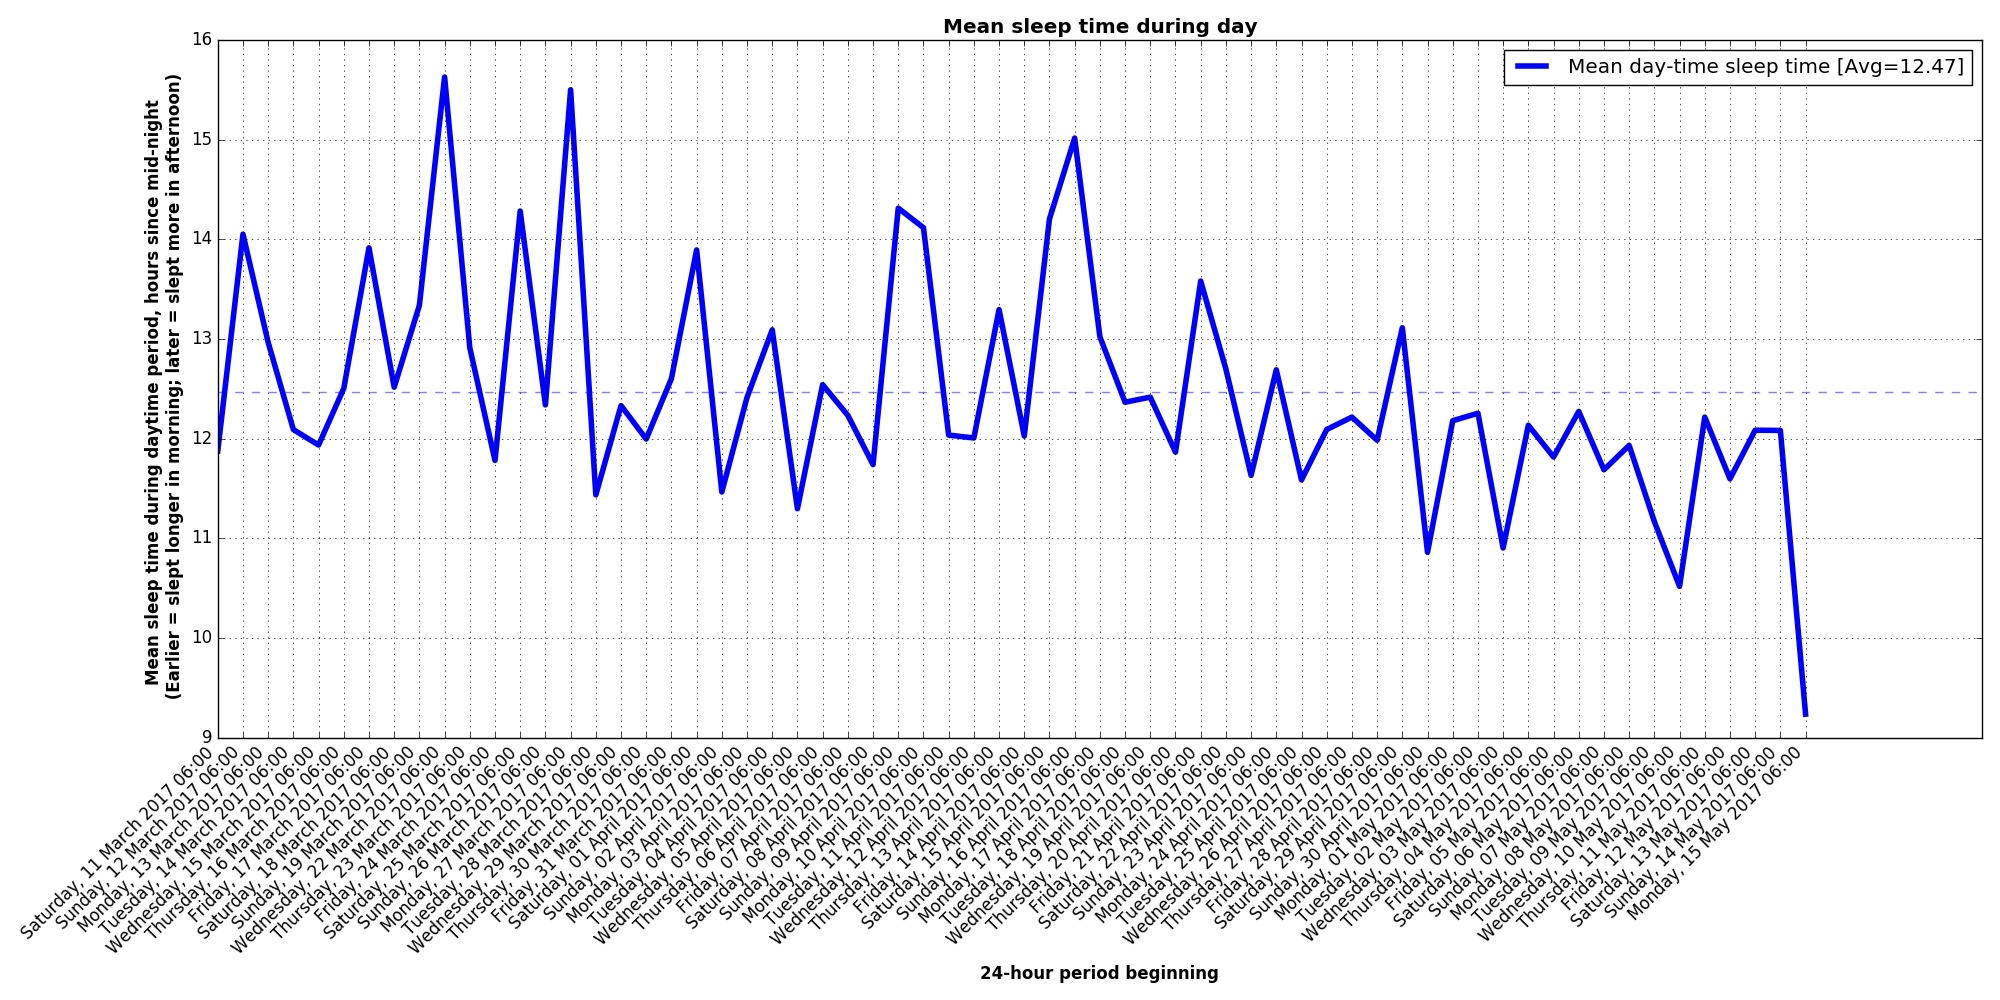 Mean sleep time during day
Mean day-time sleep time [Avg=12.47]
Mean sleep time during daytime period, hours since mid-night
(Earlier = slept longer in morning; later = slept more in afternoon)
16
15
14
13
12
11
10
9
Saturday, 11 March 2017 06:00
Sunday, 12 March 2017 06:00
Monday, 13 March 2017 06:00
Tuesday, 14 March 2017 06:00
Wednesday, 15 March 2017 06:00
Thursday, 16 March 2017 06:00
Friday, 17 March 2017 06:00
Saturday, 18 March 2017 06:00
Sunday, 19 March 2017 06:00
Wednesday, 22 March 2017 06:00
Thursday, 23 March 2017 06:00
Friday, 24 March 2017 06:00
Saturday, 25 March 2017 06:00
Sunday, 26 March 2017 06:00
Monday, 27 March 2017 06:00
Tuesday, 28 March 2017 06:00
Wednesday, 29 March 2017 06:00
Thursday, 30 March 2017 06:00
Friday, 31 March 2017 06:00
Saturday, 01 April 2017 06:00
Sunday, 02 April 2017 06:00
Monday, 03 April 2017 06:00
Tuesday, 04 April 2017 06:00
Wednesday, 05 April 2017 06:00
Thursday, 06 April 2017 06:00
Friday, 07 April 2017 06:00
Saturday, 08 April 2017 06:00
Sunday, 09 April 2017 06:00
Monday, 10 April 2017 06:00
Tuesday, 11 April 2017 06:00
Wednesday, 12 April 2017 06:00
Thursday, 13 April 2017 06:00
Friday, 14 April 2017 06:00
Saturday, 15 April 2017 06:00
Sunday, 16 April 2017 06:00
Monday, 17 April 2017 06:00
Tuesday, 18 April 2017 06:00
Wednesday, 19 April 2017 06:00
Thursday, 20 April 2017 06:00
Friday, 21 April 2017 06:00
Saturday, 22 April 2017 06:00
Sunday, 23 April 2017 06:00
Monday, 24 April 2017 06:00
Tuesday, 25 April 2017 06:00
Wednesday, 26 April 2017 06:00
Thursday, 27 April 2017 06:00
Friday, 28 April 2017 06:00
Saturday, 29 April 2017 06:00
Sunday, 30 April 2017 06:00
Monday, 01 May 2017 06:00
Tuesday, 02 May 2017 06:00
Wednesday, 03 May 2017 06:00
Thursday, 04 May 2017 06:00
Friday, 05 May 2017 06:00
Saturday, 06 May 2017 06:00
Sunday, 07 May 2017 06:00
Monday, 08 May 2017 06:00
Tuesday, 09 May 2017 06:00
Wednesday, 10 May 2017 06:00
Thursday, 11 May 2017 06:00
Friday, 12 May 2017 06:00
Saturday, 13 May 2017 06:00
Sunday, 14 May 2017 06:00
Monday, 15 May 2017 06:00
24-hour period beginning